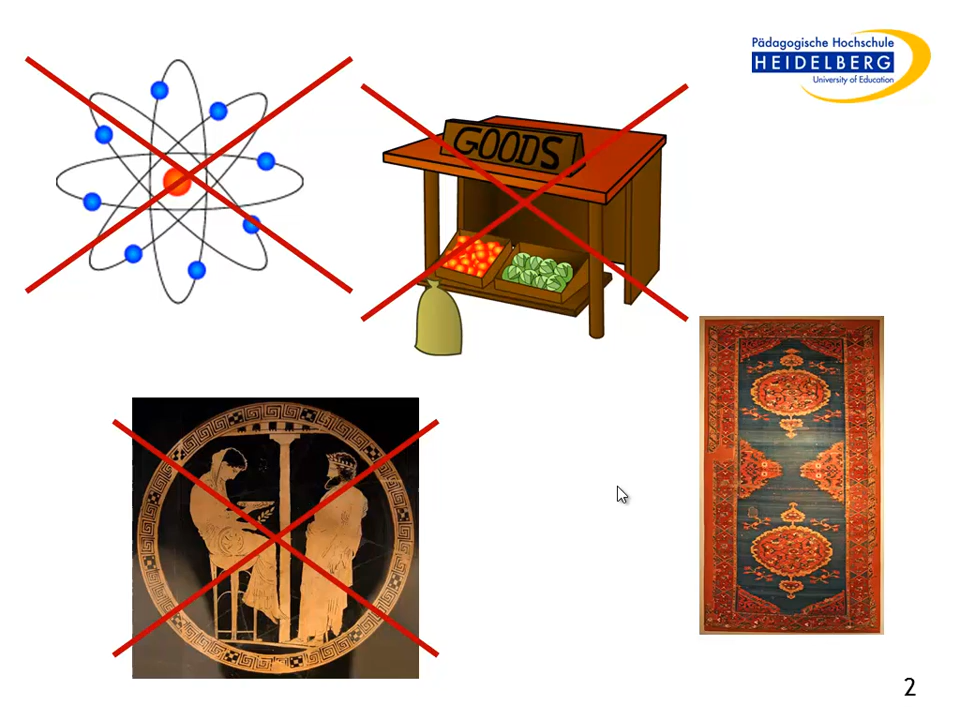 Pädagogische Hochschule
HEIDELBERG
University of Education
GOODS
2